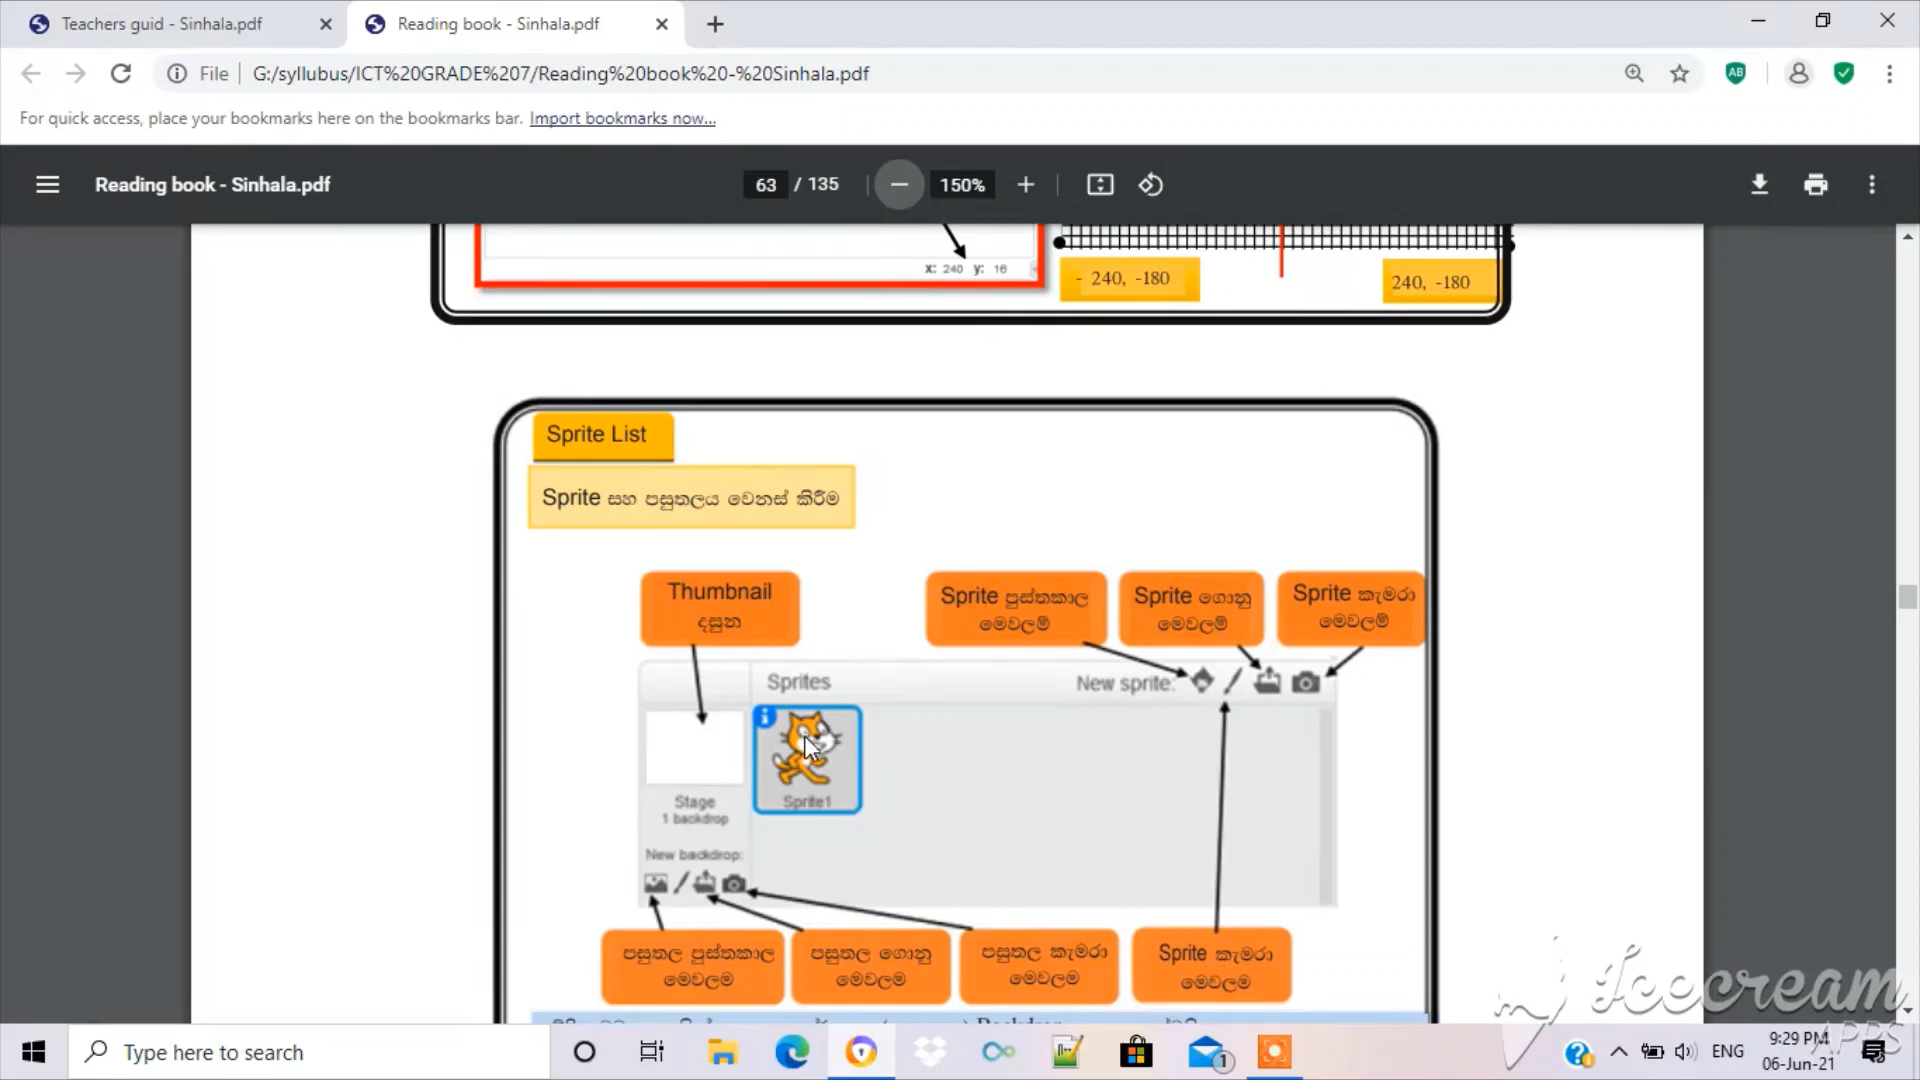 Teachers guid - Sinhala.pdf
Reading book - Sinhala.pdf
File
G:/syllubus/ICT%20GRADE%207/Reading%20book%20-%20Sinhala.pdf
AB
For quick access, place your bookmarks here on the bookmarks bar. Import bookmarks now...
Reading book - Sinhala.pdf
63 / 135
150%
x: 240 y: 16
- 240, -180
240, -180
Sprite List
Sprite සහ පසුතලය වෙනස් කිරීම
Thumbnail
දසුන
Sprite පුස්තකාල
මෙවලම්
Sprite ගොනු
මෙවලම්
Sprite කැමරා
මෙවලම්
Sprites
New sprite:
Sprite1
Stage
1 backdrop
New backdrop:
පසුතල පුස්තකාල
මෙවලම
පසුතල ගොනු
මෙවලම
පසුතල කැමරා
මෙවලම
Sprite කැමරා
මෙවලම
Icecream
APPS
Type here to search
1
ENG
9:29 PM
06-Jun-21